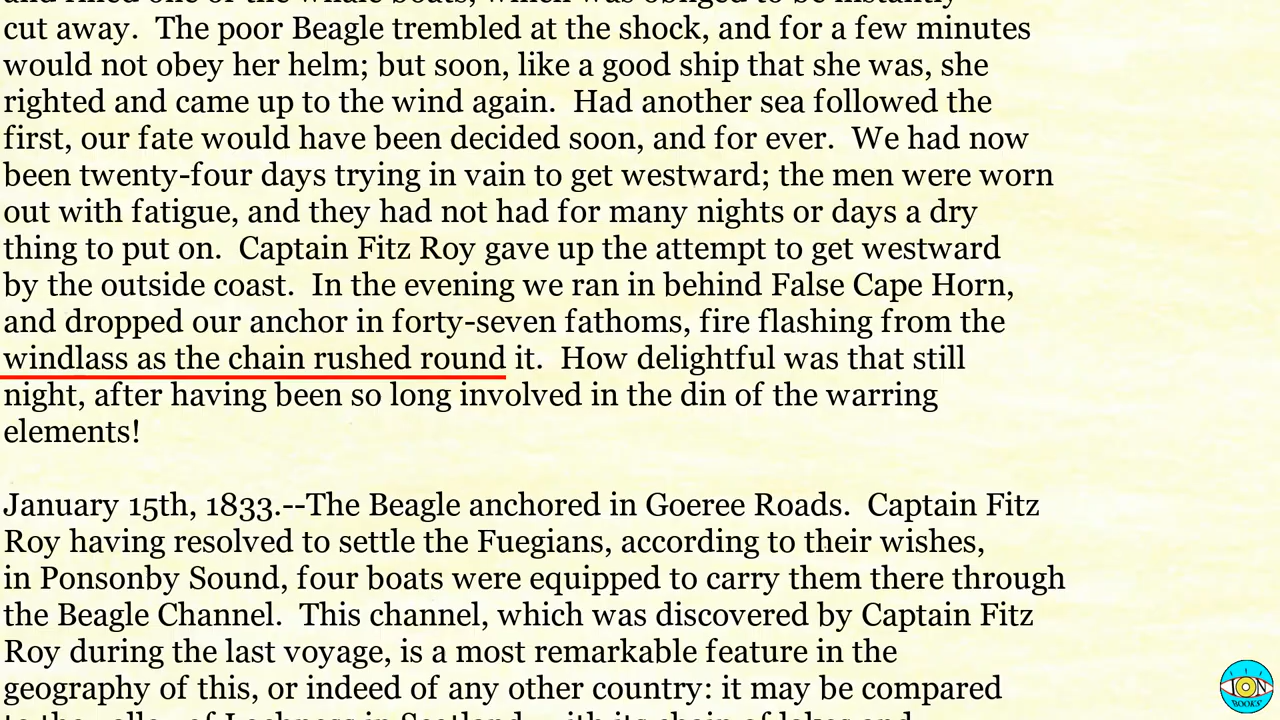 cut away.  The poor Beagle trembled at the shock, and for a few minutes
would not obey her helm; but soon, like a good ship that she was, she
righted and came up to the wind again.  Had another sea followed the
first, our fate would have been decided soon, and for ever.  We had now
been twenty-four days trying in vain to get westward; the men were worn
out with fatigue, and they had not had for many nights or days a dry
thing to put on.  Captain Fitz Roy gave up the attempt to get westward
by the outside coast.  In the evening we ran in behind False Cape Horn,
and dropped our anchor in forty-seven fathoms, fire flashing from the
windlass as the chain rushed round it.  How delightful was that still
night, after having been so long involved in the din of the warring
elements!
January 15th, 1833.--The Beagle anchored in Goeree Roads.  Captain Fitz
Roy having resolved to settle the Fuegians, according to their wishes,
in Ponsonby Sound, four boats were equipped to carry them there through
the Beagle Channel.  This channel, which was discovered by Captain Fitz
Roy during the last voyage, is a most remarkable feature in the
geography of this, or indeed of any other country: it may be compared
ION
BOOKS